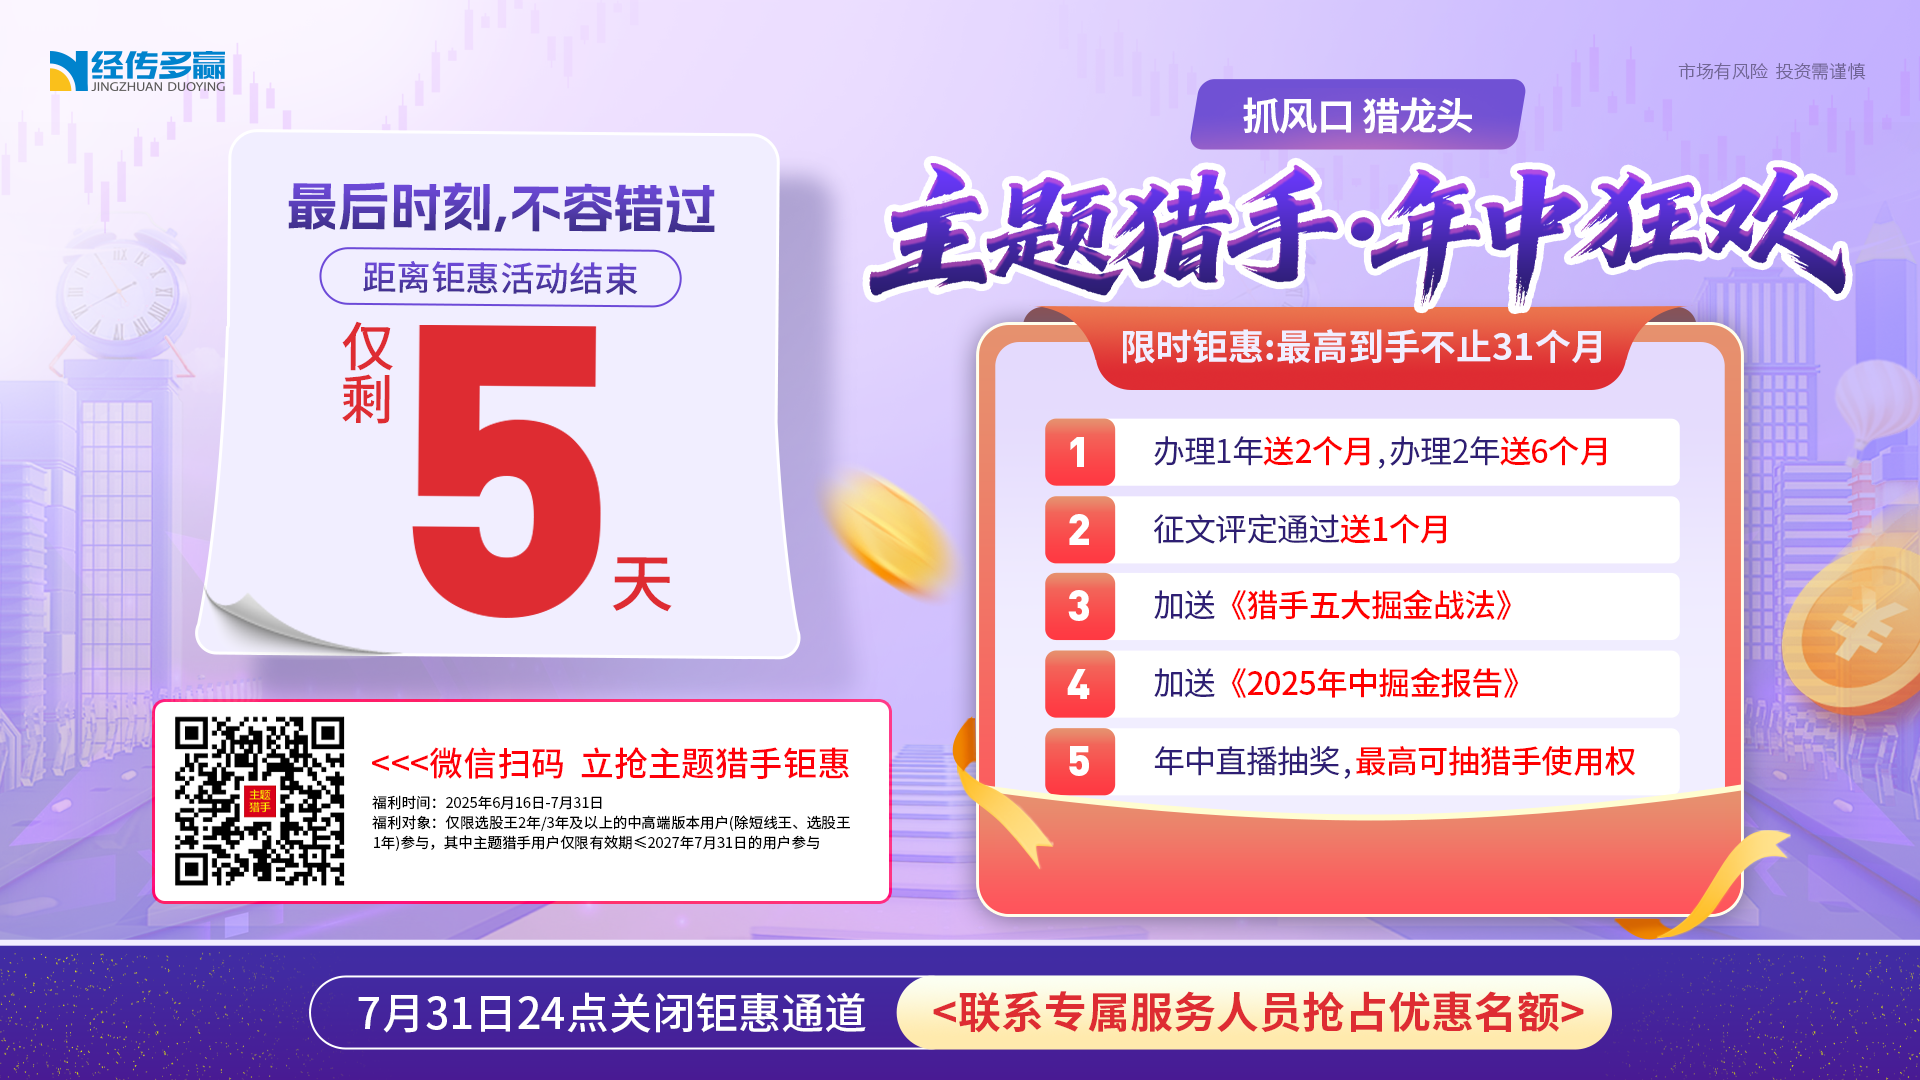 经传多赢
JINGZHUAN DUOYING
市场有风险 投资需谨慎
最后时刻,不容错过
距离钜惠活动结束
仅剩
5
天
抓风口 猎龙头
主题猎手·年中狂欢
限时钜惠:最高到手不止31个月
1 办理1年送2个月,办理2年送6个月
2 征文评定通过送1个月
3 加送《猎手五大掘金战法》
4 加送《2025年中掘金报告》
5 年中直播抽奖,最高可抽猎手使用权
主题
猎手
<<<微信扫码 立抢主题猎手钜惠
福利时间：2025年6月16日-7月31日
福利对象：仅限选股王2年/3年及以上的中高端版本用户(除短线王、选股王
1年)参与，其中主题猎手用户仅限有效期≤2027年7月31日的用户参与
7月31日24点关闭钜惠通道
<联系专属服务人员抢占优惠名额>